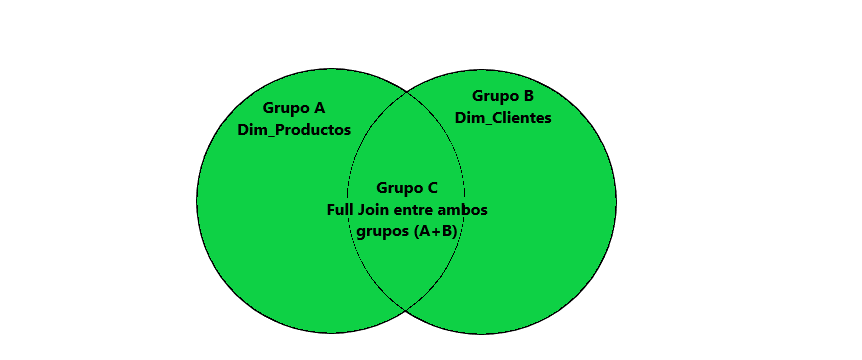 Grupo A
Dim_Productos
Grupo B
Dim_Clientes
Grupo C
Full Join entre ambos
grupos (A+B)